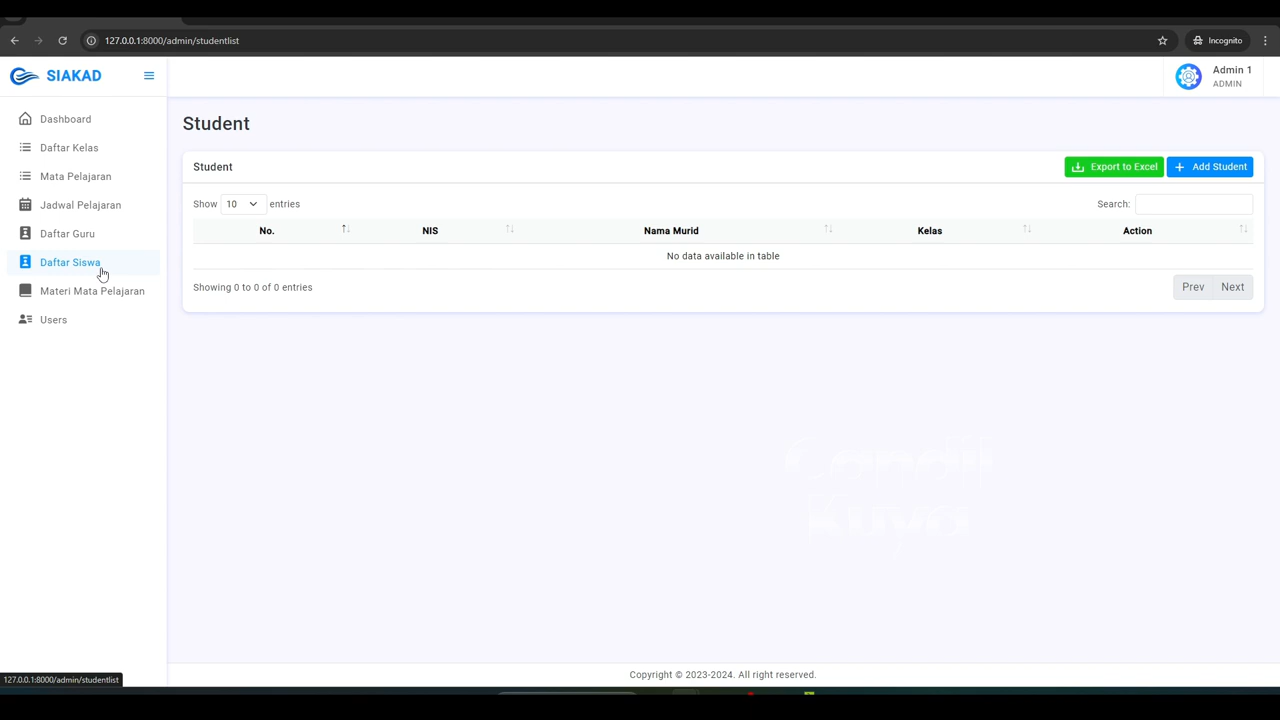 127.0.0.1:8000/admin/studentlist
Incognito
SIAKAD
Admin 1
ADMIN
Dashboard
Daftar Kelas
Mata Pelajaran
Jadwal Pelajaran
Daftar Guru
Daftar Siswa
Materi Mata Pelajaran
Users
Student
Student
Export to Excel
+ Add Student
Show 10 entries
Search:
No. NIS Nama Murid Kelas Action
No data available in table
Showing 0 to 0 of 0 entries
Prev Next
Copyright © 2023-2024. All right reserved.
127.0.0.1:8000/admin/studentlist